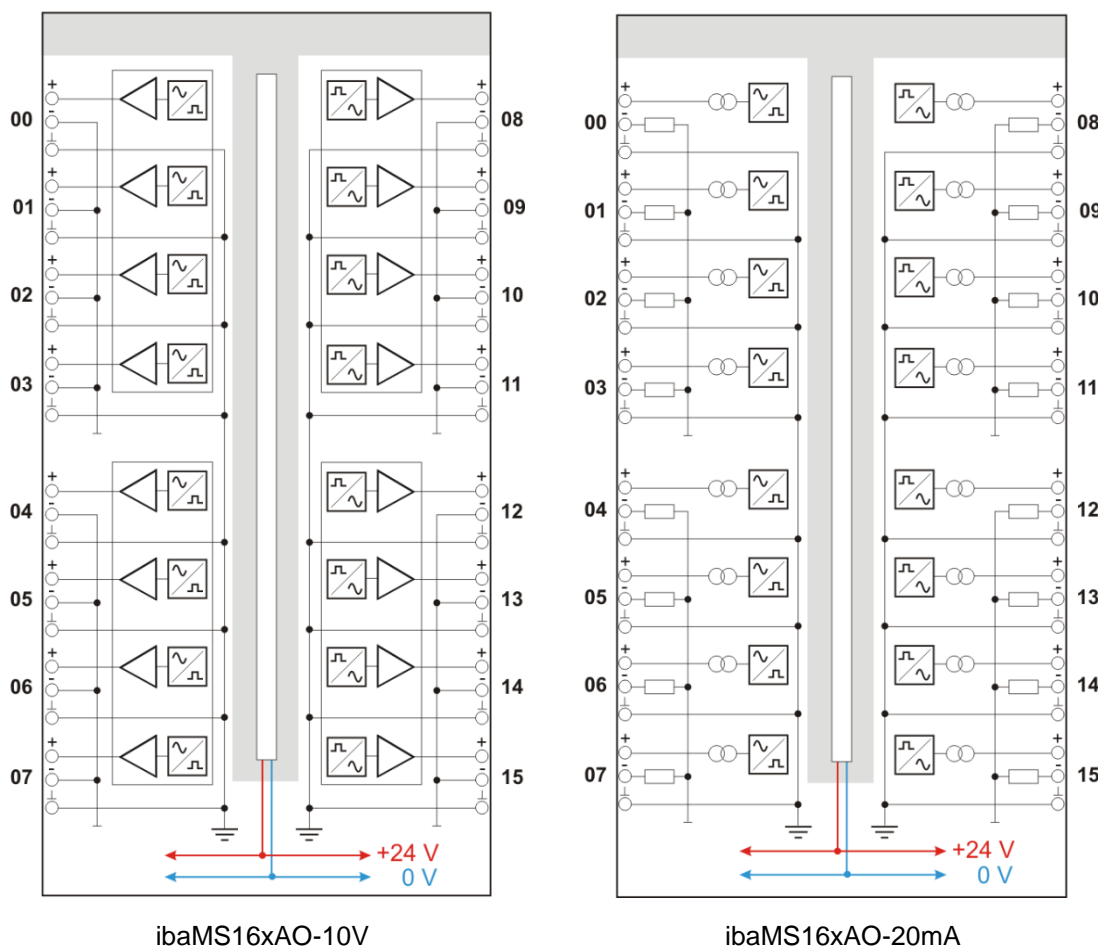 + +
00 - - 08
⊥ ⊥
+ +
01 - - 09
⊥ ⊥
+ +
02 - - 10
⊥ ⊥
+ +
03 - - 11
⊥ ⊥
+ +
04 - - 12
⊥ ⊥
+ +
05 - - 13
⊥ ⊥
+ +
06 - - 14
⊥ ⊥
+ +
07 - - 15
⊥ ⊥
+24 V
0 V
ibaMS16xAO-10V
+ +
00 - - 08
⊥ ⊥
+ +
01 - - 09
⊥ ⊥
+ +
02 - - 10
⊥ ⊥
+ +
03 - - 11
⊥ ⊥
+ +
04 - - 12
⊥ ⊥
+ +
05 - - 13
⊥ ⊥
+ +
06 - - 14
⊥ ⊥
+ +
07 - - 15
⊥ ⊥
+24 V
0 V
ibaMS16xAO-20mA